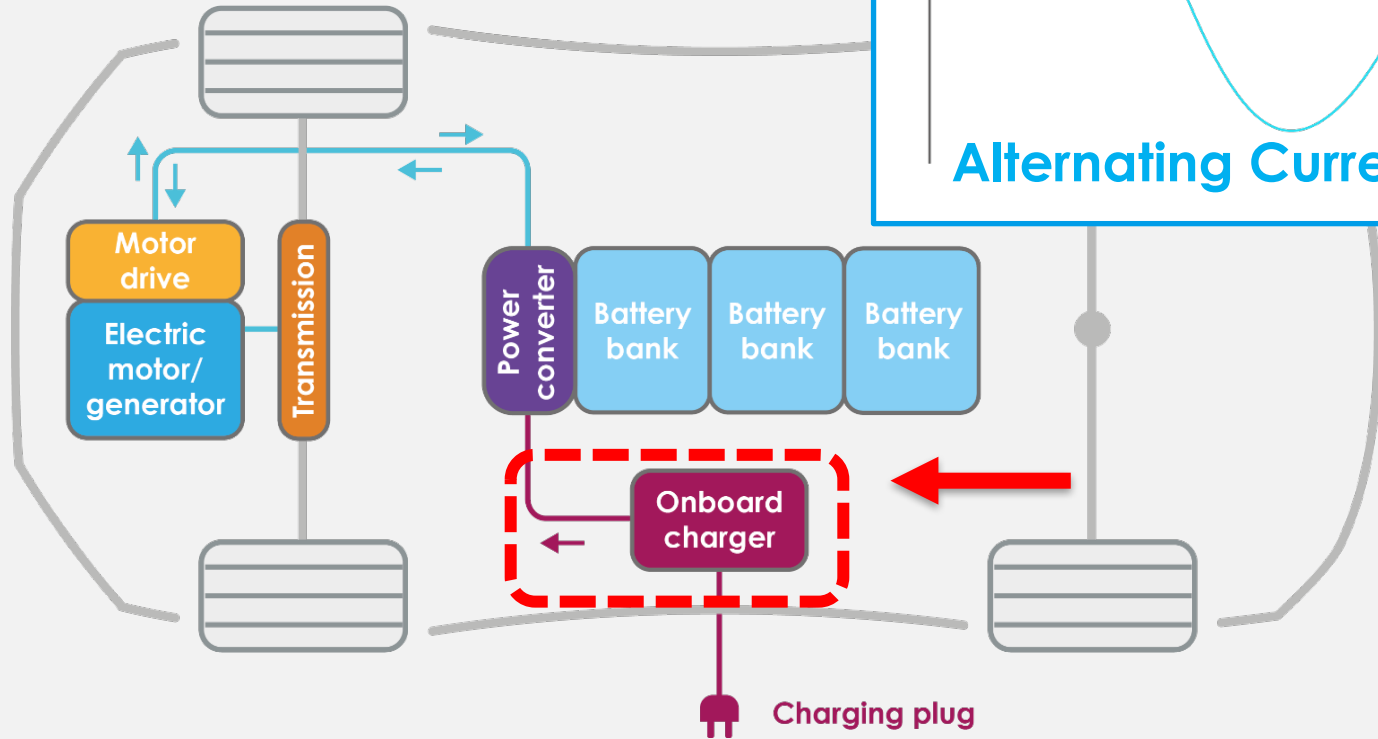 Alternating Curre
Motor
drive
Electric
motor/
generator
Transmission
Power
converter
Battery
bank
Battery
bank
Battery
bank
Onboard
charger
Charging plug